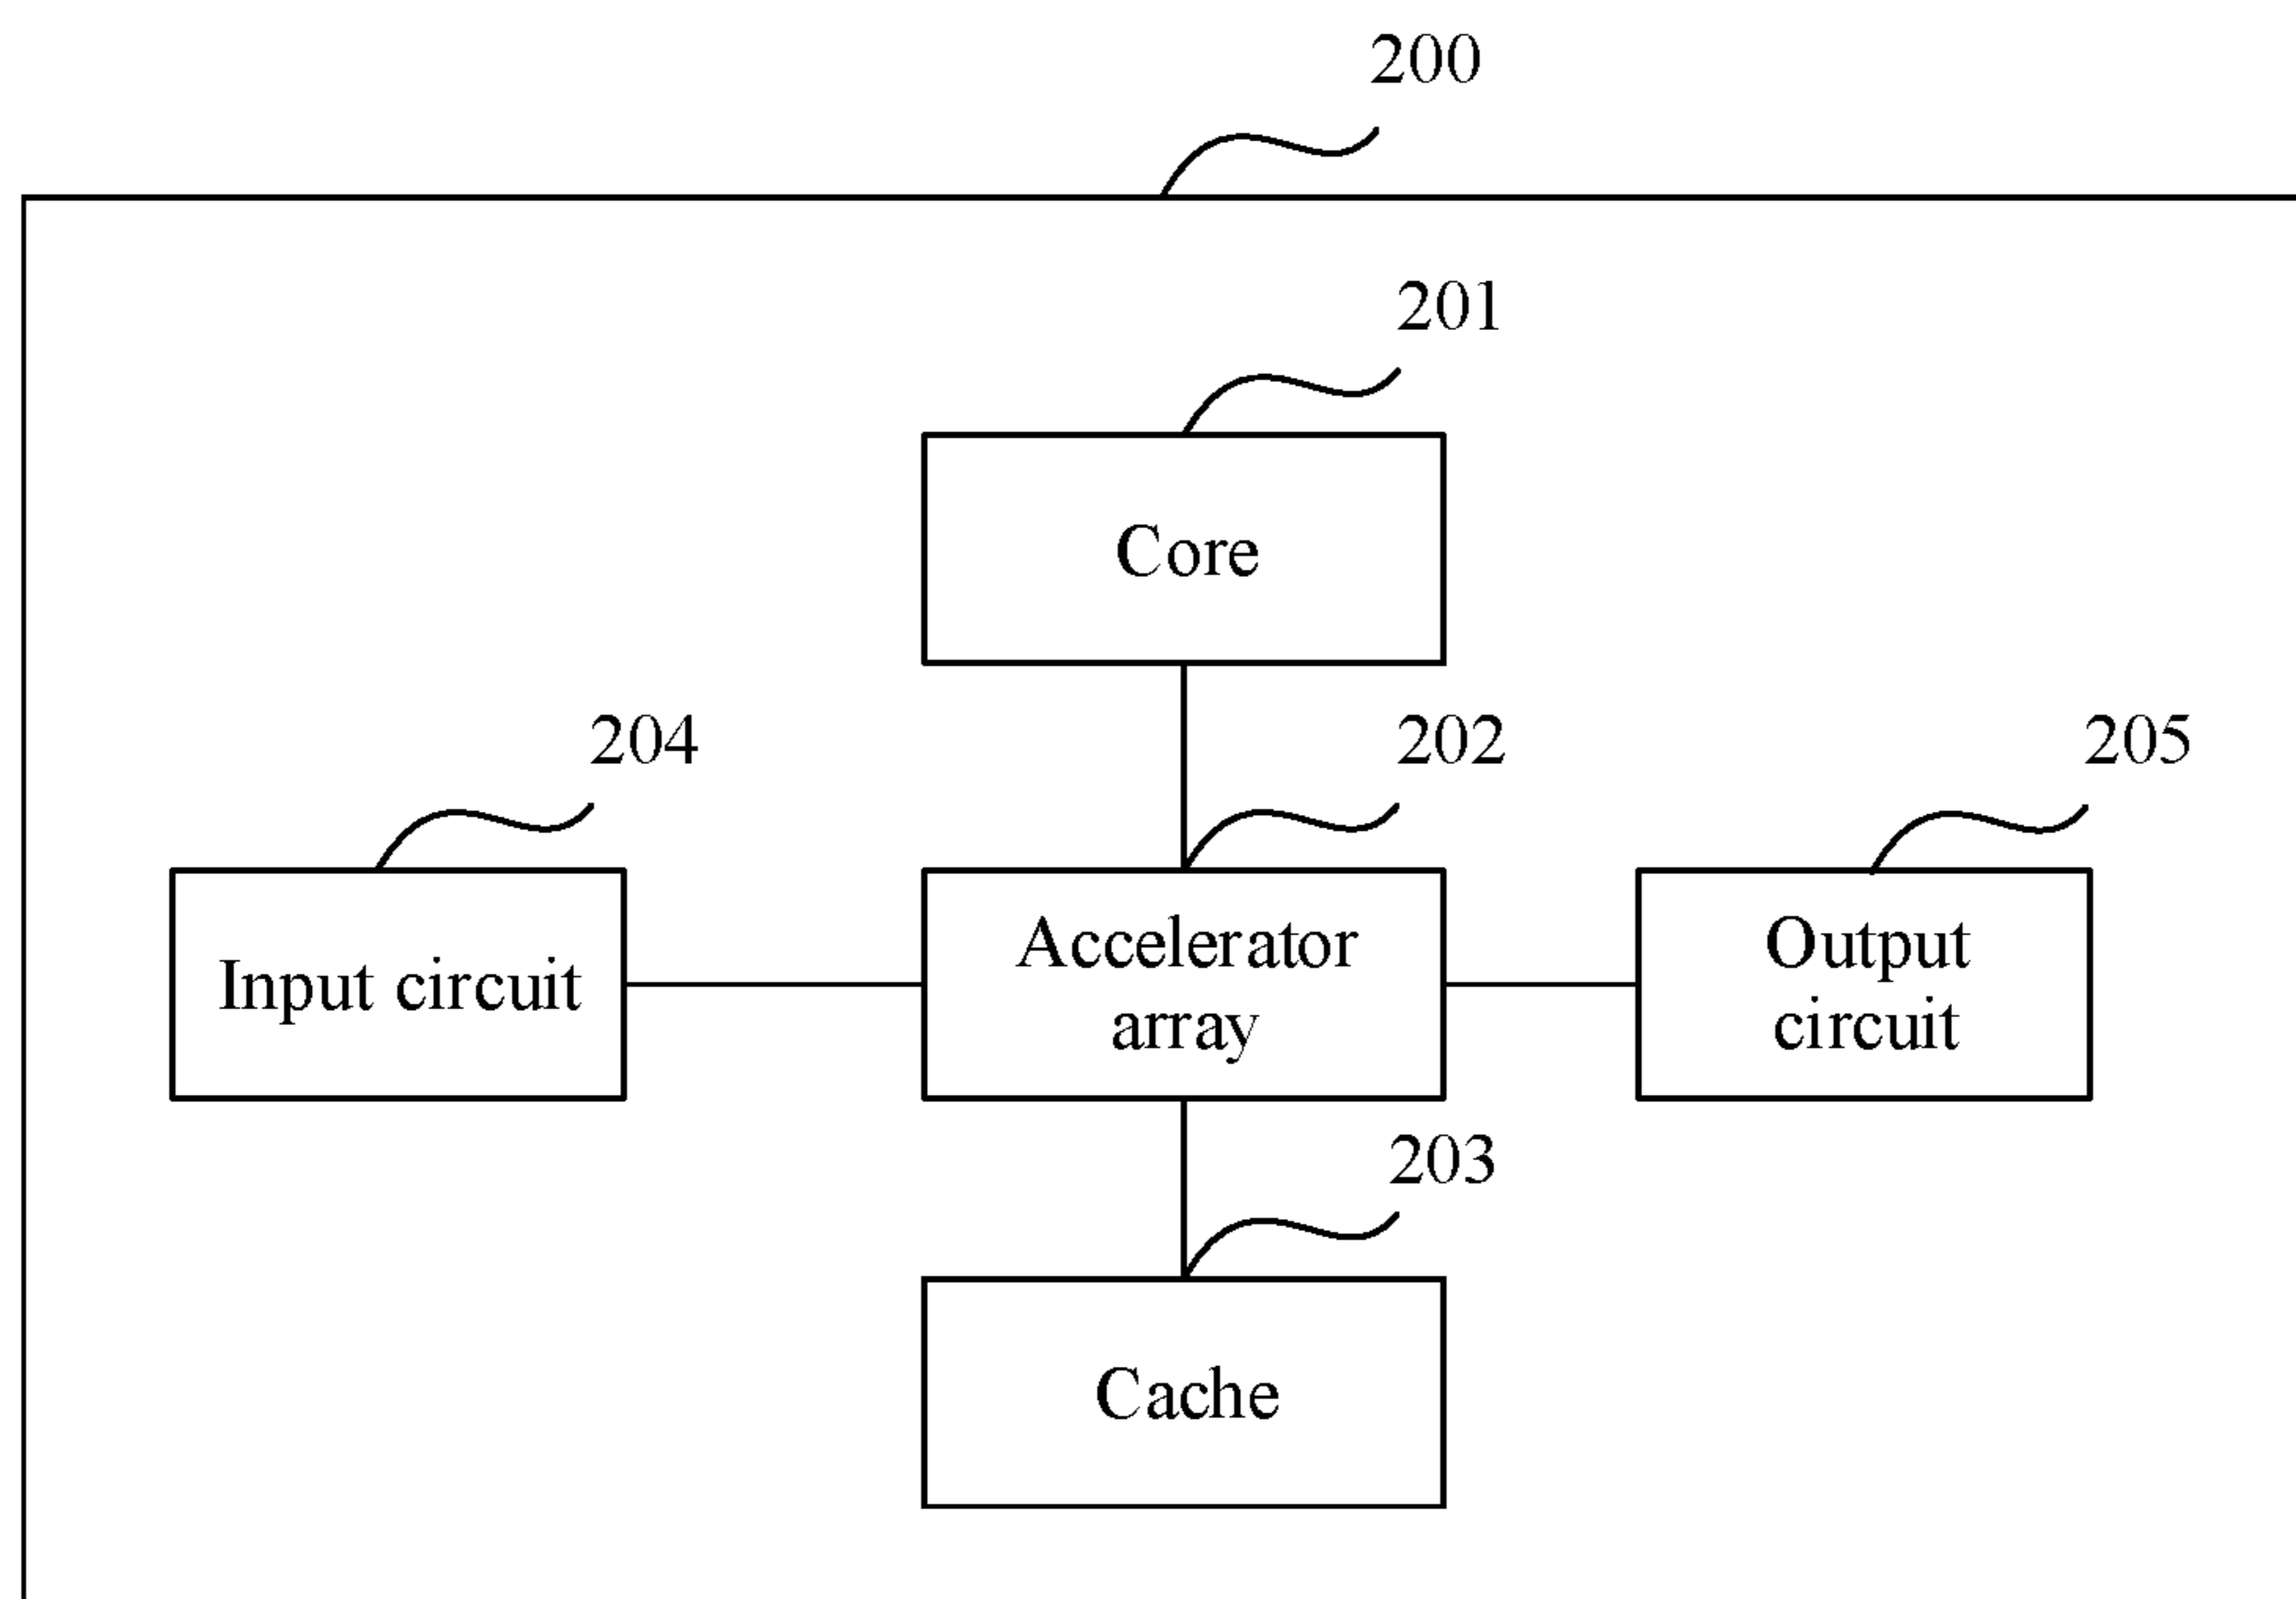 200
201
Core
204
202
205
Input circuit
Accelerator
array
Output
circuit
203
Cache